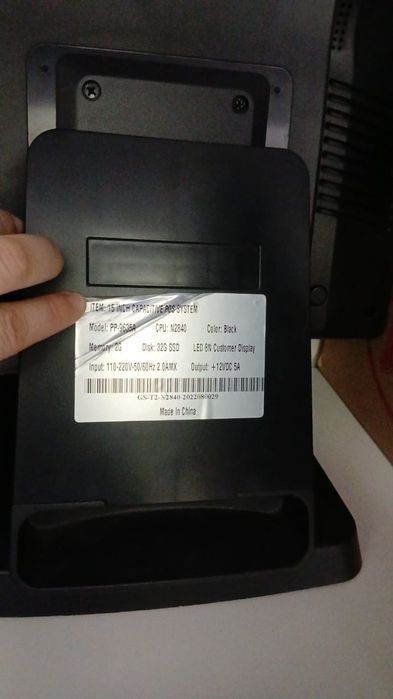 ITEM: 15 INCH CAPACITIVE POS SYSTEM
Model: PP-9635A CPU: N2840 Color: Black
Memory: 2G Disk: 32G SSD LED 8N Customer Display
Input: 110-220V-50/60Hz 2.0AMX Output: +12VDC 5A
GS-T2-N2840-2022080029
Made In China